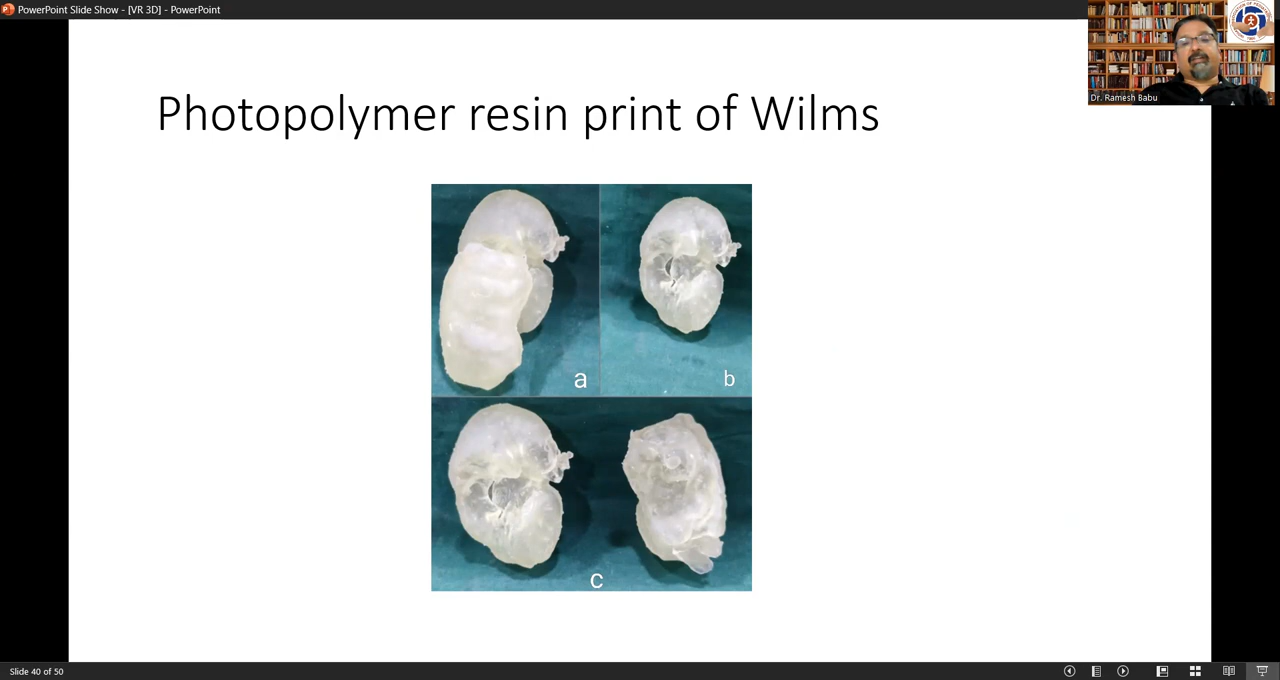 PowerPoint Slide Show - [VR 3D] - PowerPoint
Dr. Ramesh Babu
Photopolymer resin print of Wilms
a
b
c
Slide 40 of 50